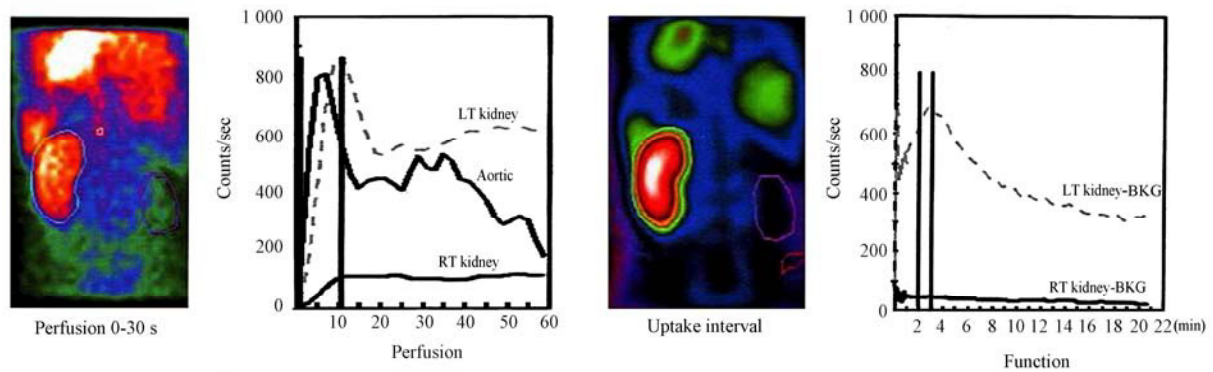 Perfusion 0-30 s
1 000
800
600
400
200
0
Counts/sec
LT kidney
Aortic
RT kidney
10 20 30 40 50 60
Perfusion
Uptake interval
1 000
800
600
400
200
0
Counts/sec
LT kidney-BKG
RT kidney-BKG
2 4 6 8 10 12 14 16 18 20 22 (min)
Function